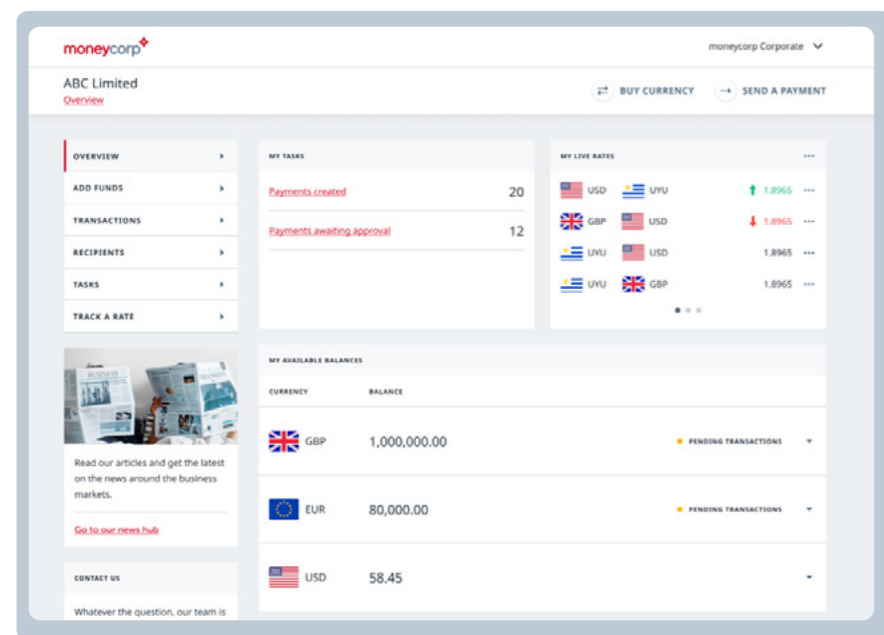 moneycorp
moneycorp Corporate
ABC Limited
Overview
BUY CURRENCY
SEND A PAYMENT
OVERVIEW
ADD FUNDS
TRANSACTIONS
RECIPIENTS
TASKS
TRACK A RATE
MY TASKS
Payments created 20
Payments awaiting approval 12
MY LIVE RATES
USD UYU 1.8965
GBP USD 1.8965
UYU USD 1.8965
UYU GBP 1.8965
BUSINESS
Read our articles and get the latest
on the news around the business
markets.
Go to our news hub
CONTACT US
Whatever the question, our team is
MY AVAILABLE BALANCES
CURRENCY BALANCE
GBP 1,000,000.00 PENDING TRANSACTIONS
EUR 80,000.00 PENDING TRANSACTIONS
USD 58.45